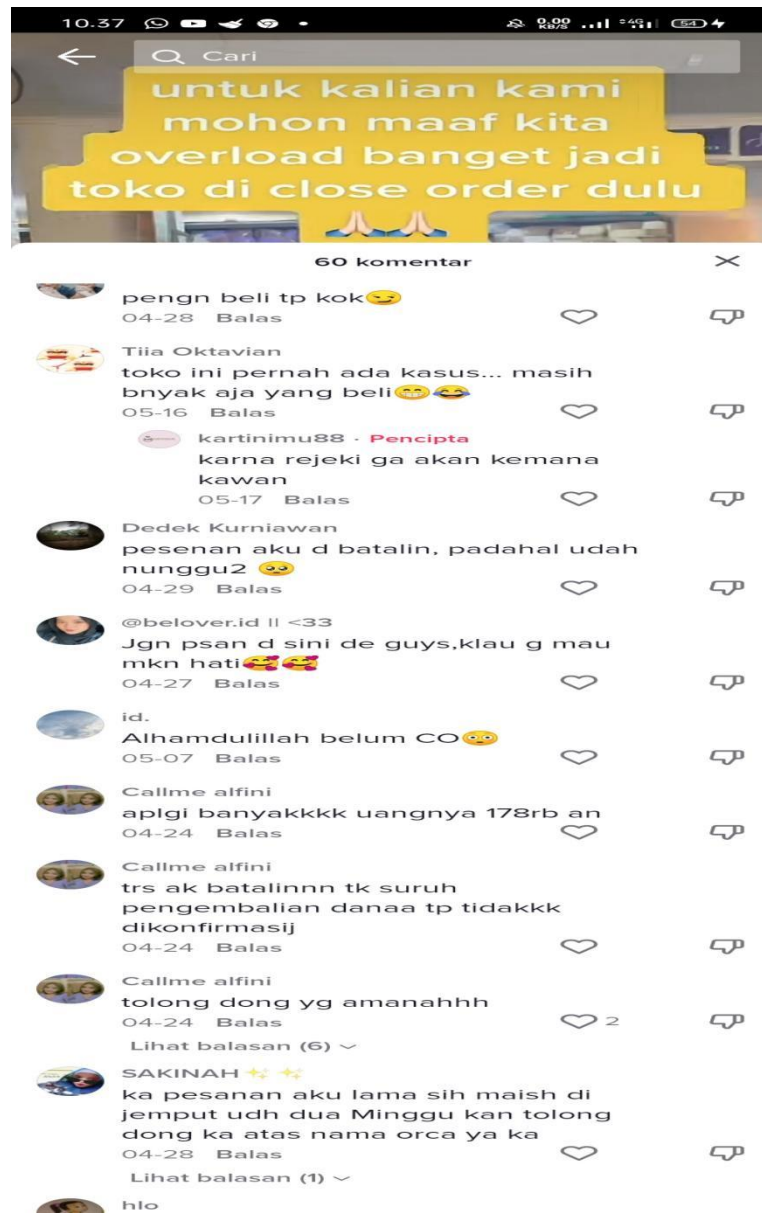 10.37
0.00 KB/S 4G 54
Cari
untuk kalian kami
mohon maaf kita
overload banget jadi
toko di close order dulu
🙏🏻🙏🏻
60 komentar
pengn beli tp kok😏
04-28 Balas
Tiia Oktavian
toko ini pernah ada kasus... masih
bnyak aja yang beli😁😂
05-16 Balas
kartinimu88 · Pencipta
karna rejeki ga akan kemana
kawan
05-17 Balas
Dedek Kurniawan
pesenan aku d batalin, padahal udah
nunggu2 🥺
04-29 Balas
@belover.id || <33
Jgn psan d sini de guys,klau g mau
mkn hati🥰🥰
04-27 Balas
id.
Alhamdulillah belum CO😳
05-07 Balas
Callme alfini
aplgi banyakkkk uangnya 178rb an
04-24 Balas
Callme alfini
trs ak batalinnn tk suruh
pengembalian danaa tp tidakkk
dikonfirmasij
04-24 Balas
Callme alfini
tolong dong yg amanahhh
04-24 Balas 2
Lihat balasan (6)
SAKINAH✨✨
ka pesanan aku lama sih maish di
jemput udh dua Minggu kan tolong
dong ka atas nama orca ya ka
04-28 Balas
Lihat balasan (1)
hlo